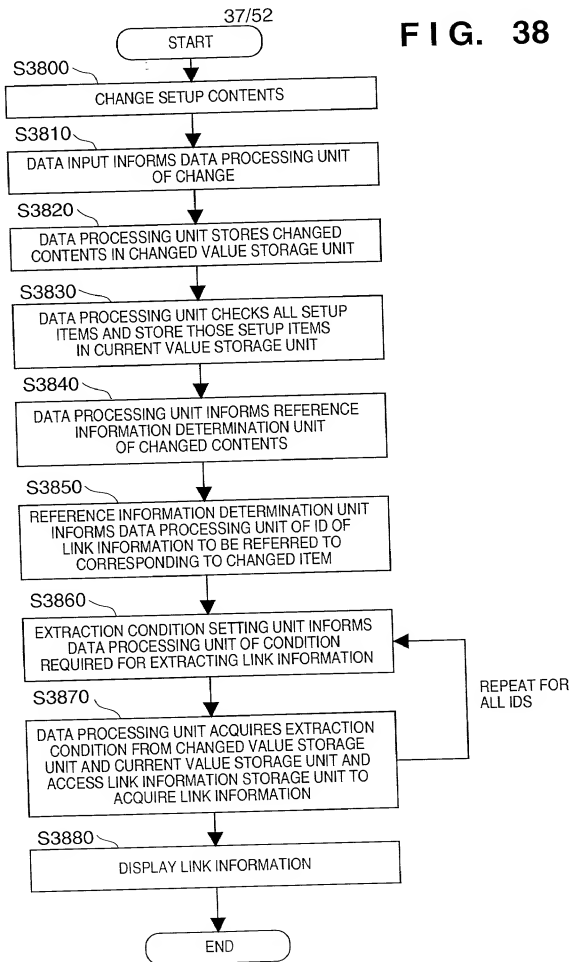 37/52
FIG. 38
START
S3800
CHANGE SETUP CONTENTS
S3810
DATA INPUT INFORMS DATA PROCESSING UNIT
OF CHANGE
S3820
DATA PROCESSING UNIT STORES CHANGED
CONTENTS IN CHANGED VALUE STORAGE UNIT
S3830
DATA PROCESSING UNIT CHECKS ALL SETUP
ITEMS AND STORE THOSE SETUP ITEMS
IN CURRENT VALUE STORAGE UNIT
S3840
DATA PROCESSING UNIT INFORMS REFERENCE
INFORMATION DETERMINATION UNIT
OF CHANGED CONTENTS
S3850
REFERENCE INFORMATION DETERMINATION UNIT
INFORMS DATA PROCESSING UNIT OF ID OF
LINK INFORMATION TO BE REFERRED TO
CORRESPONDING TO CHANGED ITEM
S3860
EXTRACTION CONDITION SETTING UNIT INFORMS
DATA PROCESSING UNIT OF CONDITION
REQUIRED FOR EXTRACTING LINK INFORMATION
REPEAT FOR
ALL IDS
S3870
DATA PROCESSING UNIT ACQUIRES EXTRACTION
CONDITION FROM CHANGED VALUE STORAGE
UNIT AND CURRENT VALUE STORAGE UNIT AND
ACCESS LINK INFORMATION STORAGE UNIT TO
ACQUIRE LINK INFORMATION
S3880
DISPLAY LINK INFORMATION
END